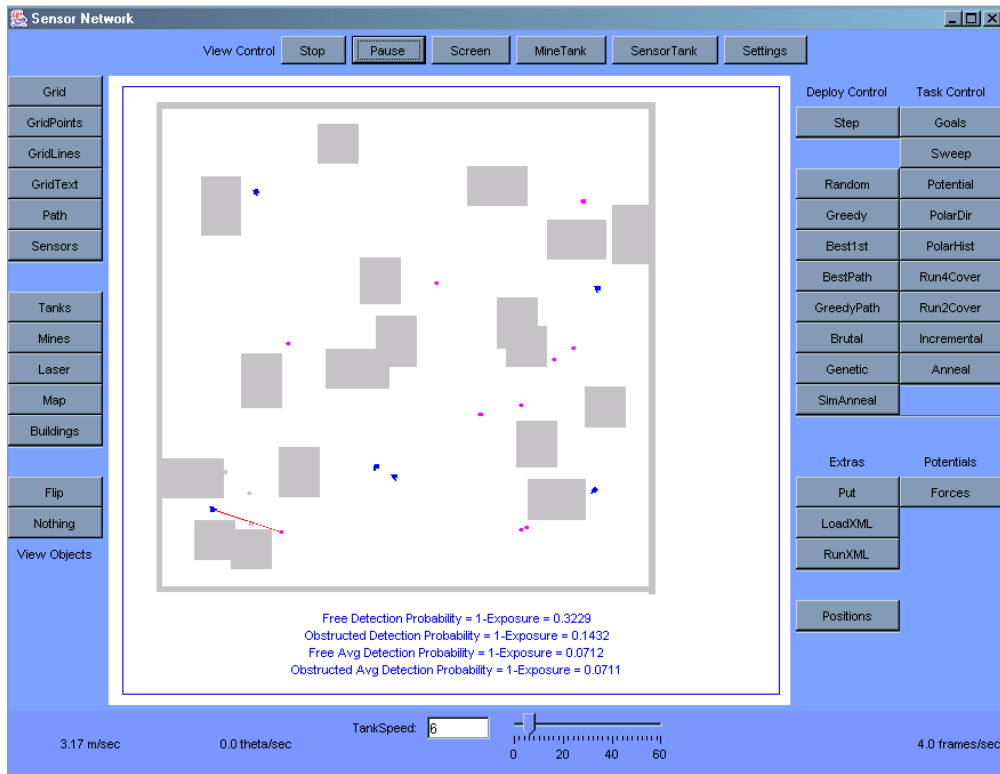 Sensor Network
View Control Stop Pause Screen MineTank SensorTank Settings
Grid
GridPoints
GridLines
GridText
Path
Sensors
Tanks
Mines
Laser
Map
Buildings
Flip
Nothing
View Objects
Free Detection Probability = 1-Exposure = 0.3229
Obstructed Detection Probability = 1-Exposure = 0.1432
Free Avg Detection Probability = 1-Exposure = 0.0712
Obstructed Avg Detection Probability = 1-Exposure = 0.0711
Deploy Control Task Control
Step Goals
Sweep
Random Potential
Greedy PolarDir
Best1st PolarHist
BestPath Run4Cover
GreedyPath Run2Cover
Brutal Incremental
Genetic Anneal
SimAnneal
Extras Potentials
Put Forces
LoadXML
RunXML
Positions
3.17 m/sec 0.0 theta/sec TankSpeed: 6 0 20 40 60 4.0 frames/sec